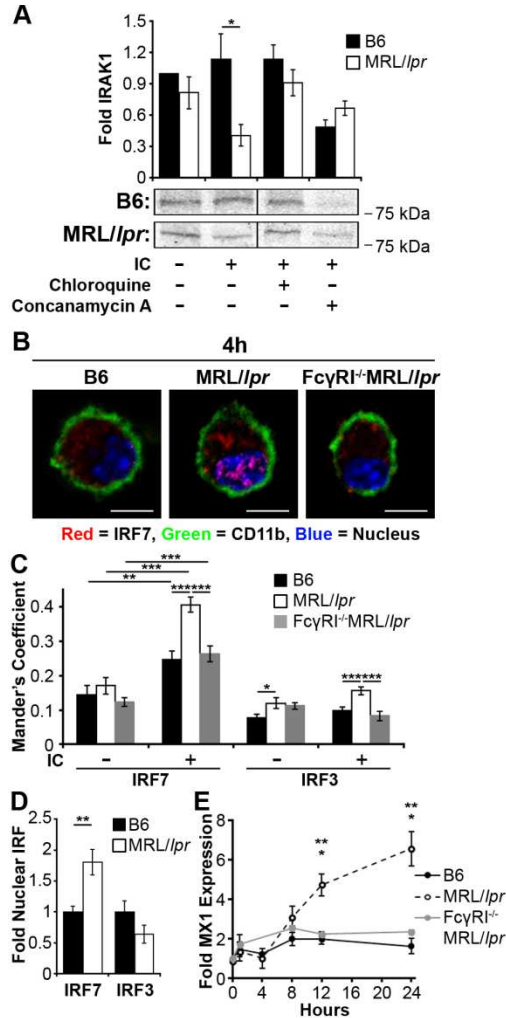 A
*
B6
MRL/lpr
Fold IRAK1
1.5
1.2
0.9
0.6
0.3
B6:
- 75 kDa
MRL/lpr:
- 75 kDa
IC − + + +
Chloroquine − − + −
Concanamycin A − − − +
B
4h
B6 MRL/lpr FcγRI-/-MRL/lpr
Red = IRF7, Green = CD11b, Blue = Nucleus
C
***
***
**
B6
MRL/lpr
FcγRI-/-MRL/lpr
Mander's Coefficient
0.4
0.3
0.2
0.1
0
******
*
******
IC − + − +
IRF7 IRF3
D
B6
MRL/lpr
**
Fold Nuclear IRF
2.5
2
1.5
1
0.5
IRF7 IRF3
E
Fold MX1 Expression
8
6
4
2
0
**
*
**
*
B6
MRL/lpr
FcγRI-/-
MRL/lpr
0 4 8 12 16 20 24
Hours